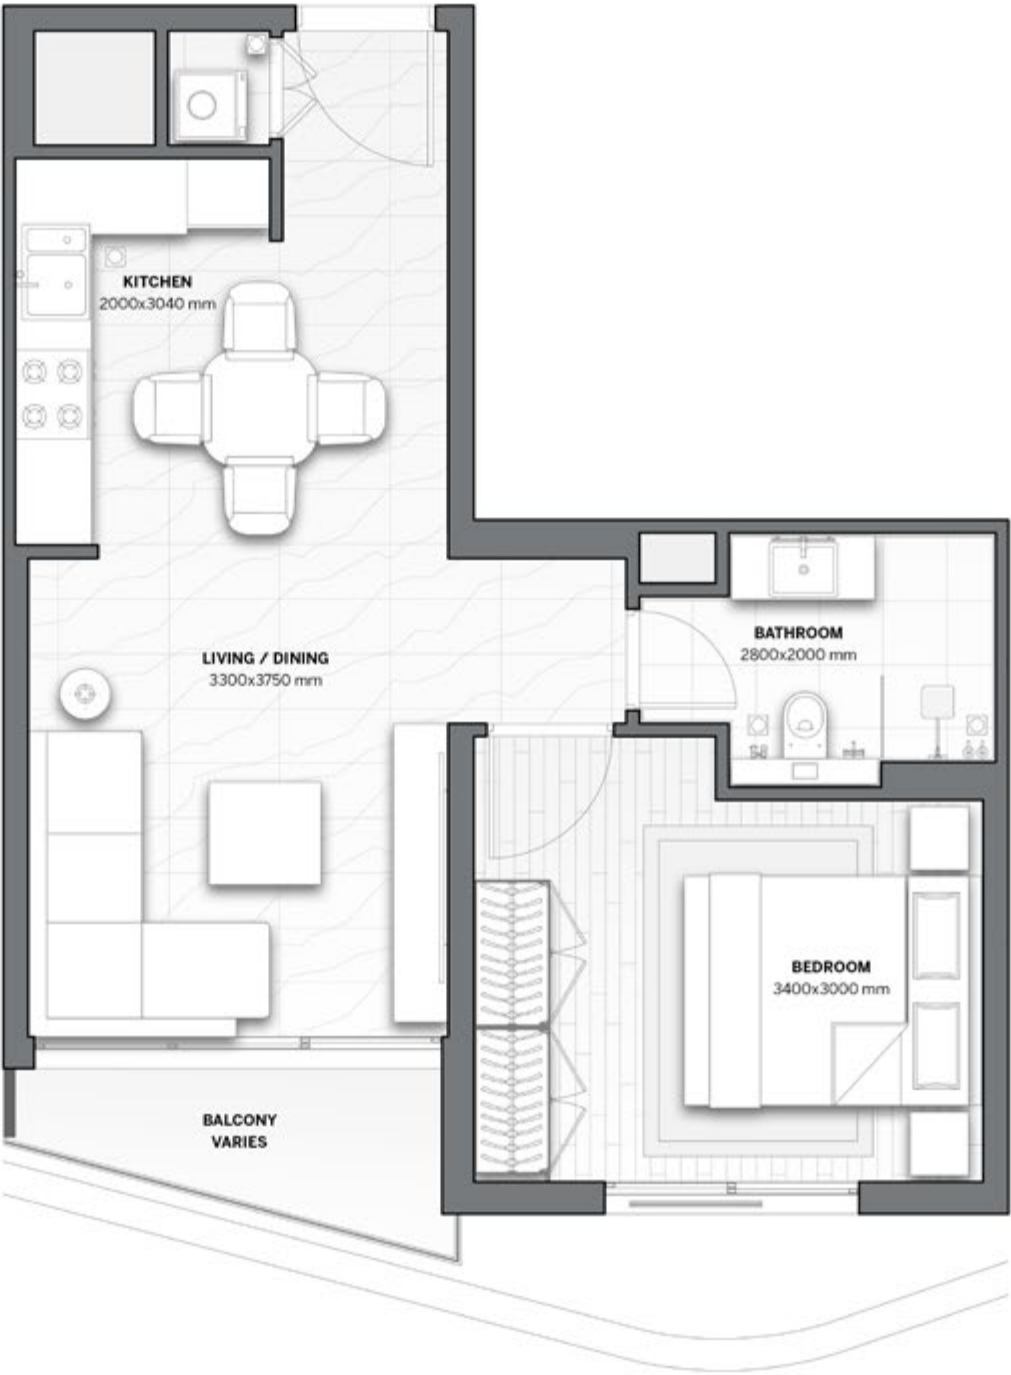 KITCHEN
2000x3040 mm
LIVING / DINING
3300x3750 mm
BATHROOM
2800x2000 mm
BEDROOM
3400x3000 mm
BALCONY
VARIES